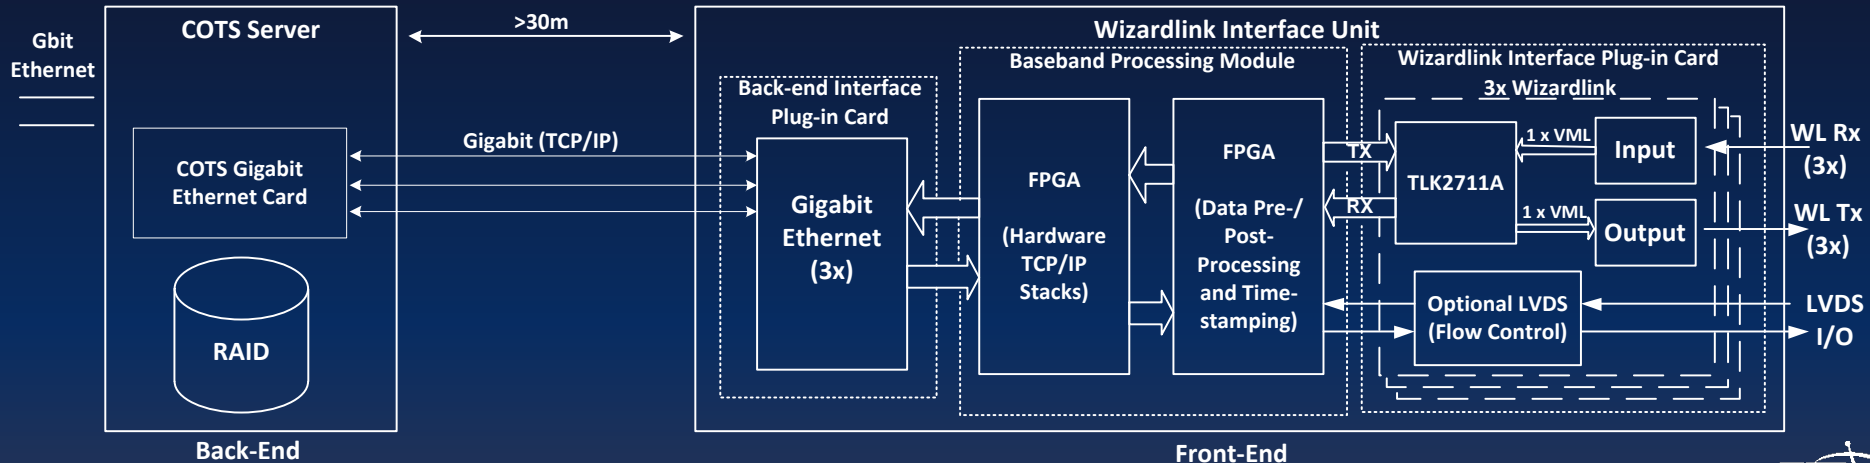 Gbit
Ethernet
COTS Server
COTS Gigabit
Ethernet Card
RAID
Back-End
>30m
Gigabit (TCP/IP)
Wizardlink Interface Unit
Back-end Interface
Plug-in Card
Gigabit
Ethernet
(3x)
Baseband Processing Module
FPGA
(Hardware
TCP/IP
Stacks)
FPGA
(Data Pre-/
Post-
Processing
and Time-
stamping)
Wizardlink Interface Plug-in Card
3x Wizardlink
TX
RX
TLK2711A
1 x VML
Input
1 x VML
Output
Optional LVDS
(Flow Control)
WL Rx
(3x)
WL Tx
(3x)
LVDS
I/O
Front-End